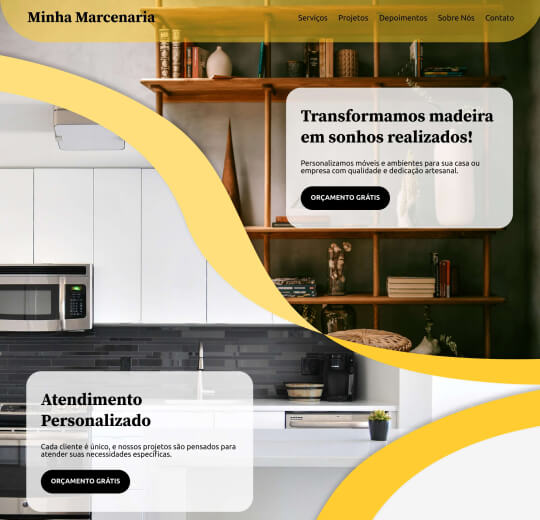 Minha Marcenaria
Serviços Projetos Depoimentos Sobre Nós Contato
Transformamos madeira
em sonhos realizados!
Personalizamos móveis e ambientes para sua casa ou
empresa com qualidade e dedicação artesanal.
ORÇAMENTO GRÁTIS
Atendimento
Personalizado
Cada cliente é único, e nossos projetos são pensados para
atender suas necessidades específicas.
ORÇAMENTO GRÁTIS